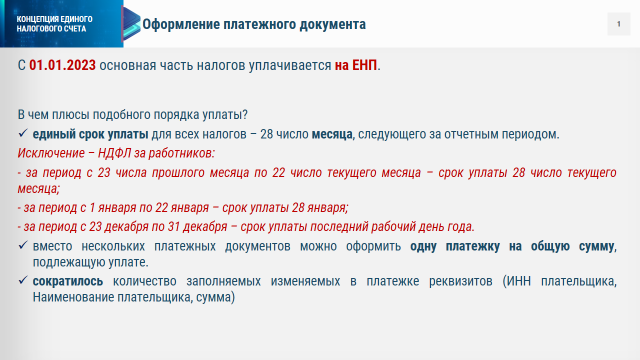 КОНЦЕПЦИЯ ЕДИНОГО
НАЛОГОВОГО СЧЕТА
Оформление платежного документа
1
С 01.01.2023 основная часть налогов уплачивается на ЕНП.
В чем плюсы подобного порядка уплаты?
✓ единый срок уплаты для всех налогов – 28 число месяца, следующего за отчетным периодом.
Исключение – НДФЛ за работников:
- за период с 23 числа прошлого месяца по 22 число текущего месяца – срок уплаты 28 число текущего
месяца;
- за период с 1 января по 22 января – срок уплаты 28 января;
- за период с 23 декабря по 31 декабря – срок уплаты последний рабочий день года.
✓ вместо нескольких платежных документов можно оформить одну платежку на общую сумму,
подлежащую уплате.
✓ сократилось количество заполняемых изменяемых в платежке реквизитов (ИНН плательщика,
Наименование плательщика, сумма)